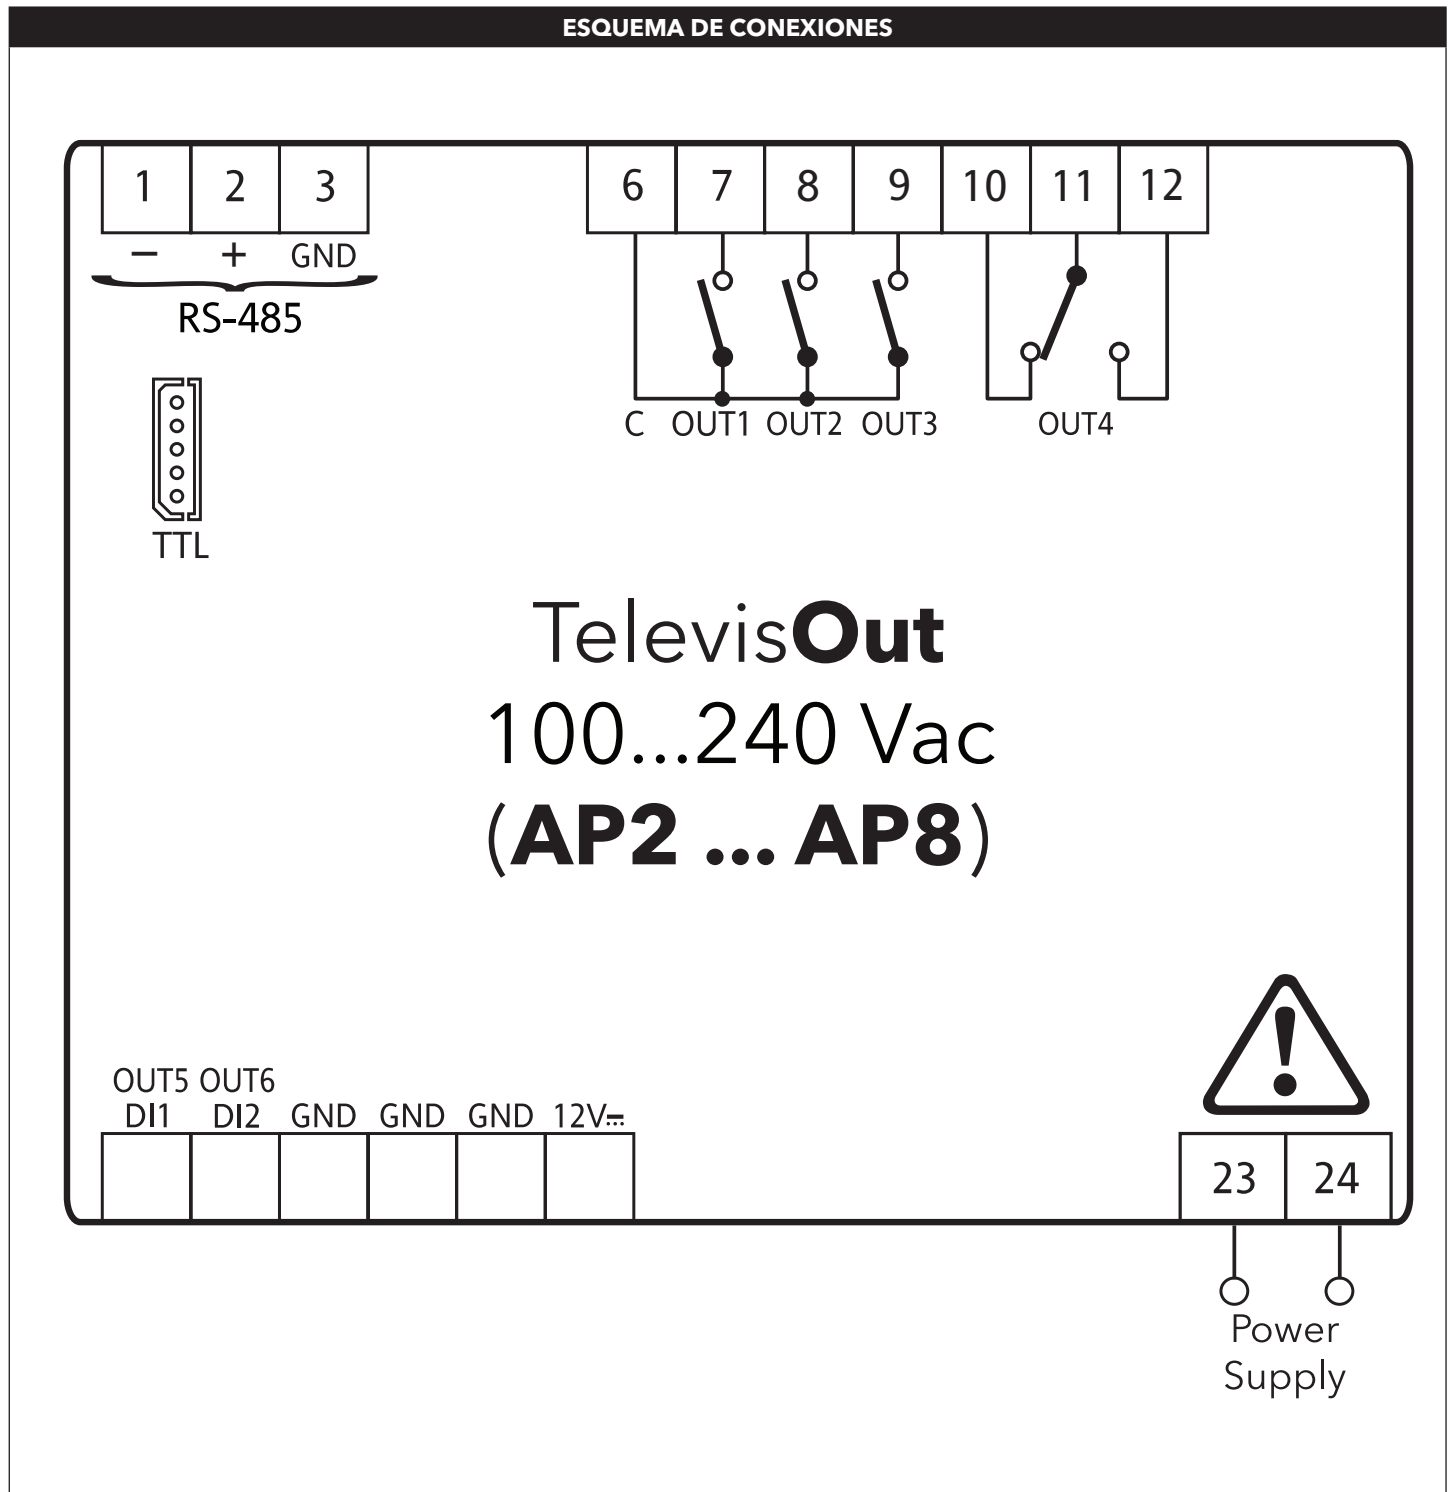 ESQUEMA DE CONEXIONES
1 2 3
6 7 8 9 10 11 12
– + GND
RS-485
C OUT1 OUT2 OUT3 OUT4
TTL
TelevisOut
100...240 Vac
(AP2 ... AP8)
OUT5 OUT6
DI1 DI2 GND GND GND 12V⎓
23 24
Power
Supply